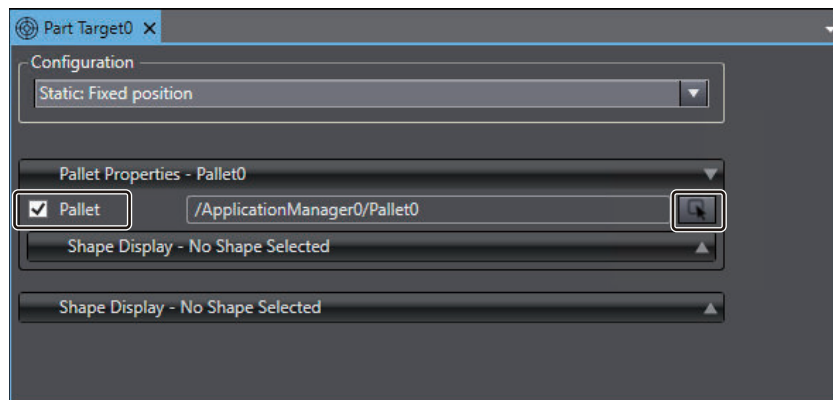 Part Target0
Configuration
Static: Fixed position
Pallet Properties - Pallet0
Pallet /ApplicationManager0/Pallet0
Shape Display - No Shape Selected
Shape Display - No Shape Selected